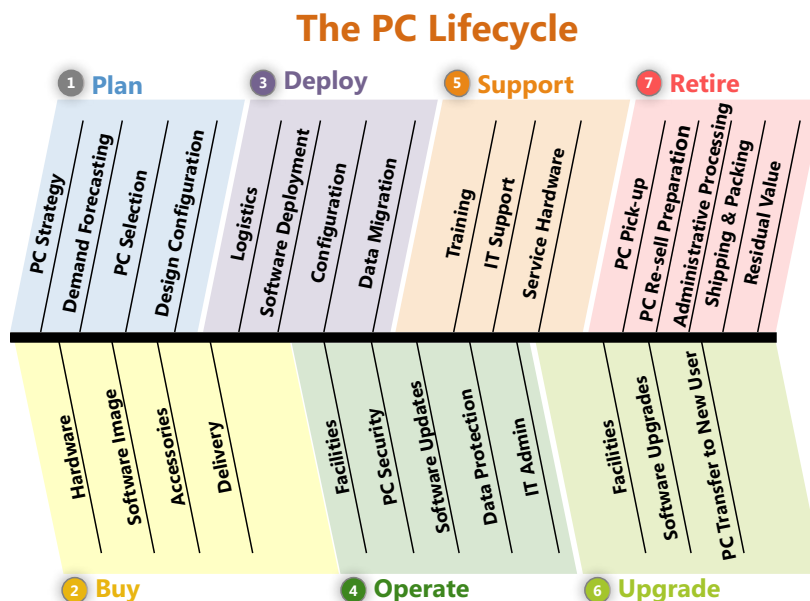 The PC Lifecycle
1 Plan
PC Strategy
Demand Forecasting
PC Selection
Design Configuration
3 Deploy
Logistics
Software Deployment
Configuration
Data Migration
5 Support
Training
IT Support
Service Hardware
7 Retire
PC Pick-up
PC Re-sell Preparation
Administrative Processing
Shipping & Packing
Residual Value
Hardware
Software Image
Accessories
Delivery
2 Buy
Facilities
PC Security
Software Updates
Data Protection
IT Admin
4 Operate
Facilities
Software Upgrades
PC Transfer to New User
6 Upgrade